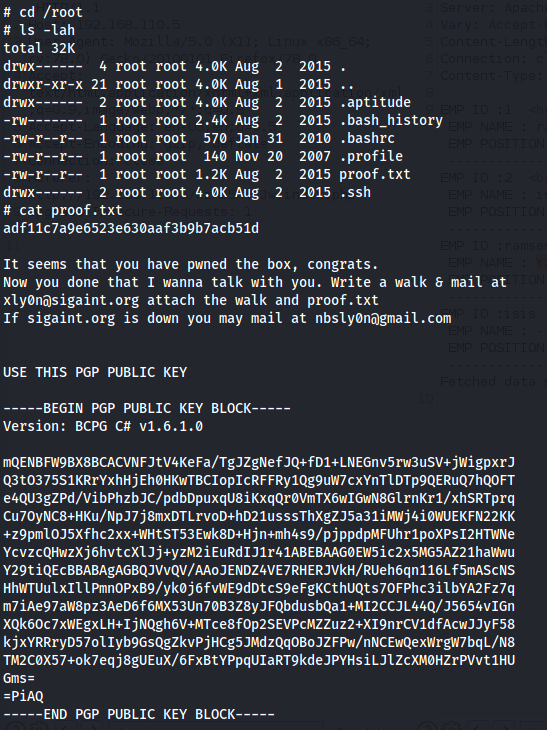 # cd /root
# ls -lah
total 32K
drwx------  4 root root 4.0K Aug  2  2015 .
drwxr-xr-x 21 root root 4.0K Aug  1  2015 ..
drwx------  2 root root 4.0K Aug  2  2015 .aptitude
-rw-------  1 root root 2.4K Aug  2  2015 .bash_history
-rw-r--r--  1 root root  570 Jan 31  2010 .bashrc
-rw-r--r--  1 root root  140 Nov 20  2007 .profile
-rw-r--r--  1 root root 1.2K Aug  2  2015 proof.txt
drwx------  2 root root 4.0K Aug  2  2015 .ssh
# cat proof.txt
adf11c7a9e6523e630aaf3b9b7acb51d
It seems that you have pwned the box, congrats.
Now you done that I wanna talk with you. Write a walk & mail at
xly0n@sigaint.org attach the walk and proof.txt
If sigaint.org is down you may mail at nbsly0n@gmail.com
USE THIS PGP PUBLIC KEY
-----BEGIN PGP PUBLIC KEY BLOCK-----
Version: BCPG C# v1.6.1.0
mQENBFW9BX8BCACVNFJtV4KeFa/TgJZgNefJQ+fD1+LNEGnv5rw3uSV+jWigpxrJ
Q3tO375S1KRrYxhHjEh0HKwTBCIopIcRFFRy1Qg9uW7cxYnTlDTp9QERuQ7hQOFT
e4QU3gZPd/VibPhzbJC/pdbDpuxqU8iKxqQr0VmTX6wIGwN8GlrnKr1/xhSRTprq
Cu7OyNC8+HKu/NpJ7j8mxDTLrvoD+hD21usssThXgZJ5a31iMWj4i0WUEKFN22KK
+z9pmlOJ5Xfhc2xx+WHtST53Ewk8D+Hjn+mh4s9/pjppdpMFUhr1poXPsI2HTWNe
YcvzcQHwzXj6hvtcXlJj+yzM2iEuRdIJ1r41ABEBAAG0EW5ic2x5MG5AZ21haWwu
Y29tiQEcBBABAgAGBQJVvQV/AAoJENDZ4VE7RHERJVkH/RUeh6qn116Lf5mAScNS
HhWTUulxIllPmnOPxB9/yk0j6fvWE9dDtcS9eFgKCthUQts7OFPhc3ilbYA2Fz7q
m7iAe97aW8pz3AeD6f6MX53Un70B3Z8yJFQbdusbQa1+MI2CCJL44Q/J5654vIGn
XQk6Oc7xWEgxLH+IjNQgh6V+MTce8fOp2SEVPcMZZuz2+XI9nrCV1dfAcwJJyF58
kjxYRRryD57olIyb9GsQgZkvPjHCg5JMdzQqOBoJZFPw/nNCEwQexWrgW7bqL/N8
TM2C0X57+ok7eqj8gUEuX/6FxBtYPpqUIaRT9kdeJPYHsiLJlZcXM0HZrPVvt1HU
Gms=
=PiAQ
-----END PGP PUBLIC KEY BLOCK-----